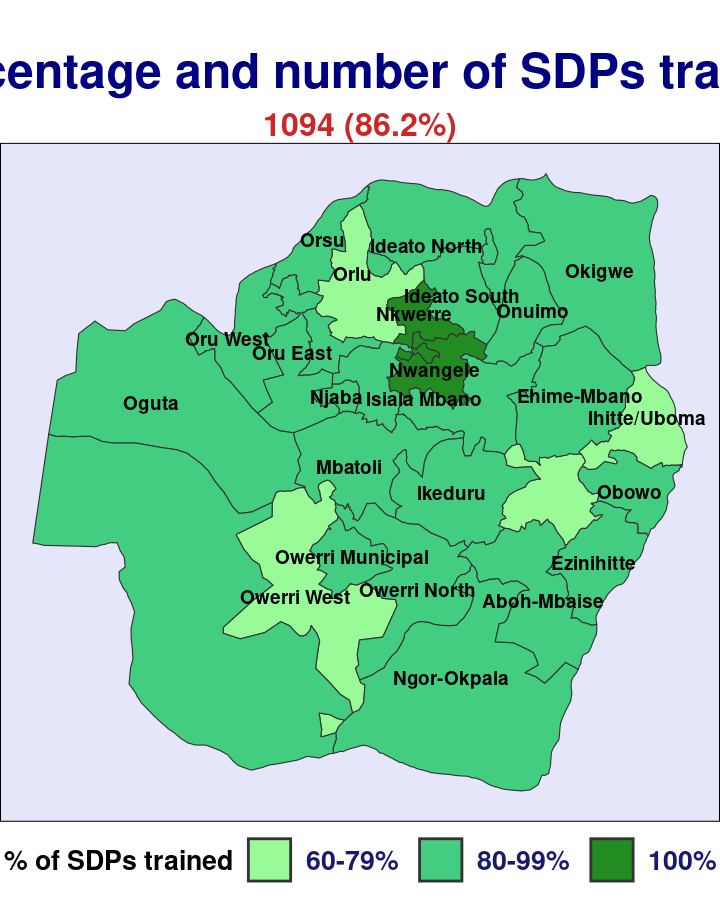 centage and number of SDPs tra
1094 (86.2%)
Orsu
Ideato North
Orlu
Okigwe
Ideato South
Nkwerre
Onuimo
Oru West
Oru East
Nwangele
Njaba
Isiala Mbano
Ehime-Mbano
Oguta
Ihitte/Uboma
Mbatoli
Ikeduru
Obowo
Owerri Municipal
Ezinihitte
Owerri West
Owerri North
Aboh-Mbaise
Ngor-Okpala
% of SDPs trained
60-79%
80-99%
100%